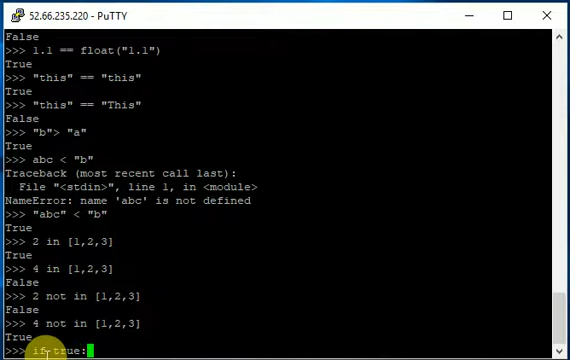 52.66.235.220 - PuTTY
False
>>> 1.1 == float("1.1")
True
>>> "this" == "this"
True
>>> "this" == "This"
False
>>> "b"> "a"
True
>>> abc < "b"
Traceback (most recent call last):
  File "<stdin>", line 1, in <module>
NameError: name 'abc' is not defined
>>> "abc" < "b"
True
>>> 2 in [1,2,3]
True
>>> 4 in [1,2,3]
False
>>> 2 not in [1,2,3]
False
>>> 4 not in [1,2,3]
True
>>> if true: